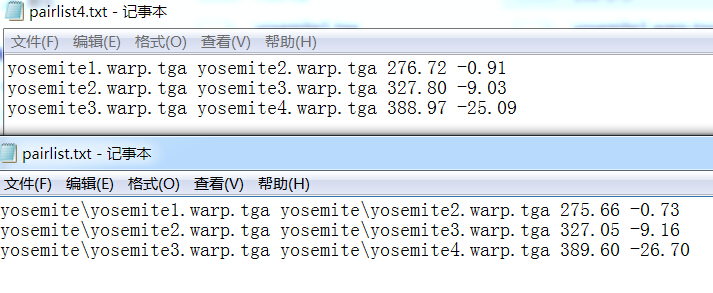 pairlist4.txt - 记事本
文件(F) 编辑(E) 格式(O) 查看(V) 帮助(H)
yosemite1.warp.tga yosemite2.warp.tga 276.72 -0.91
yosemite2.warp.tga yosemite3.warp.tga 327.80 -9.03
yosemite3.warp.tga yosemite4.warp.tga 388.97 -25.09
pairlist.txt - 记事本
文件(F) 编辑(E) 格式(O) 查看(V) 帮助(H)
yosemite\yosemite1.warp.tga yosemite\yosemite2.warp.tga 275.66 -0.73
yosemite\yosemite2.warp.tga yosemite\yosemite3.warp.tga 327.05 -9.16
yosemite\yosemite3.warp.tga yosemite\yosemite4.warp.tga 389.60 -26.70